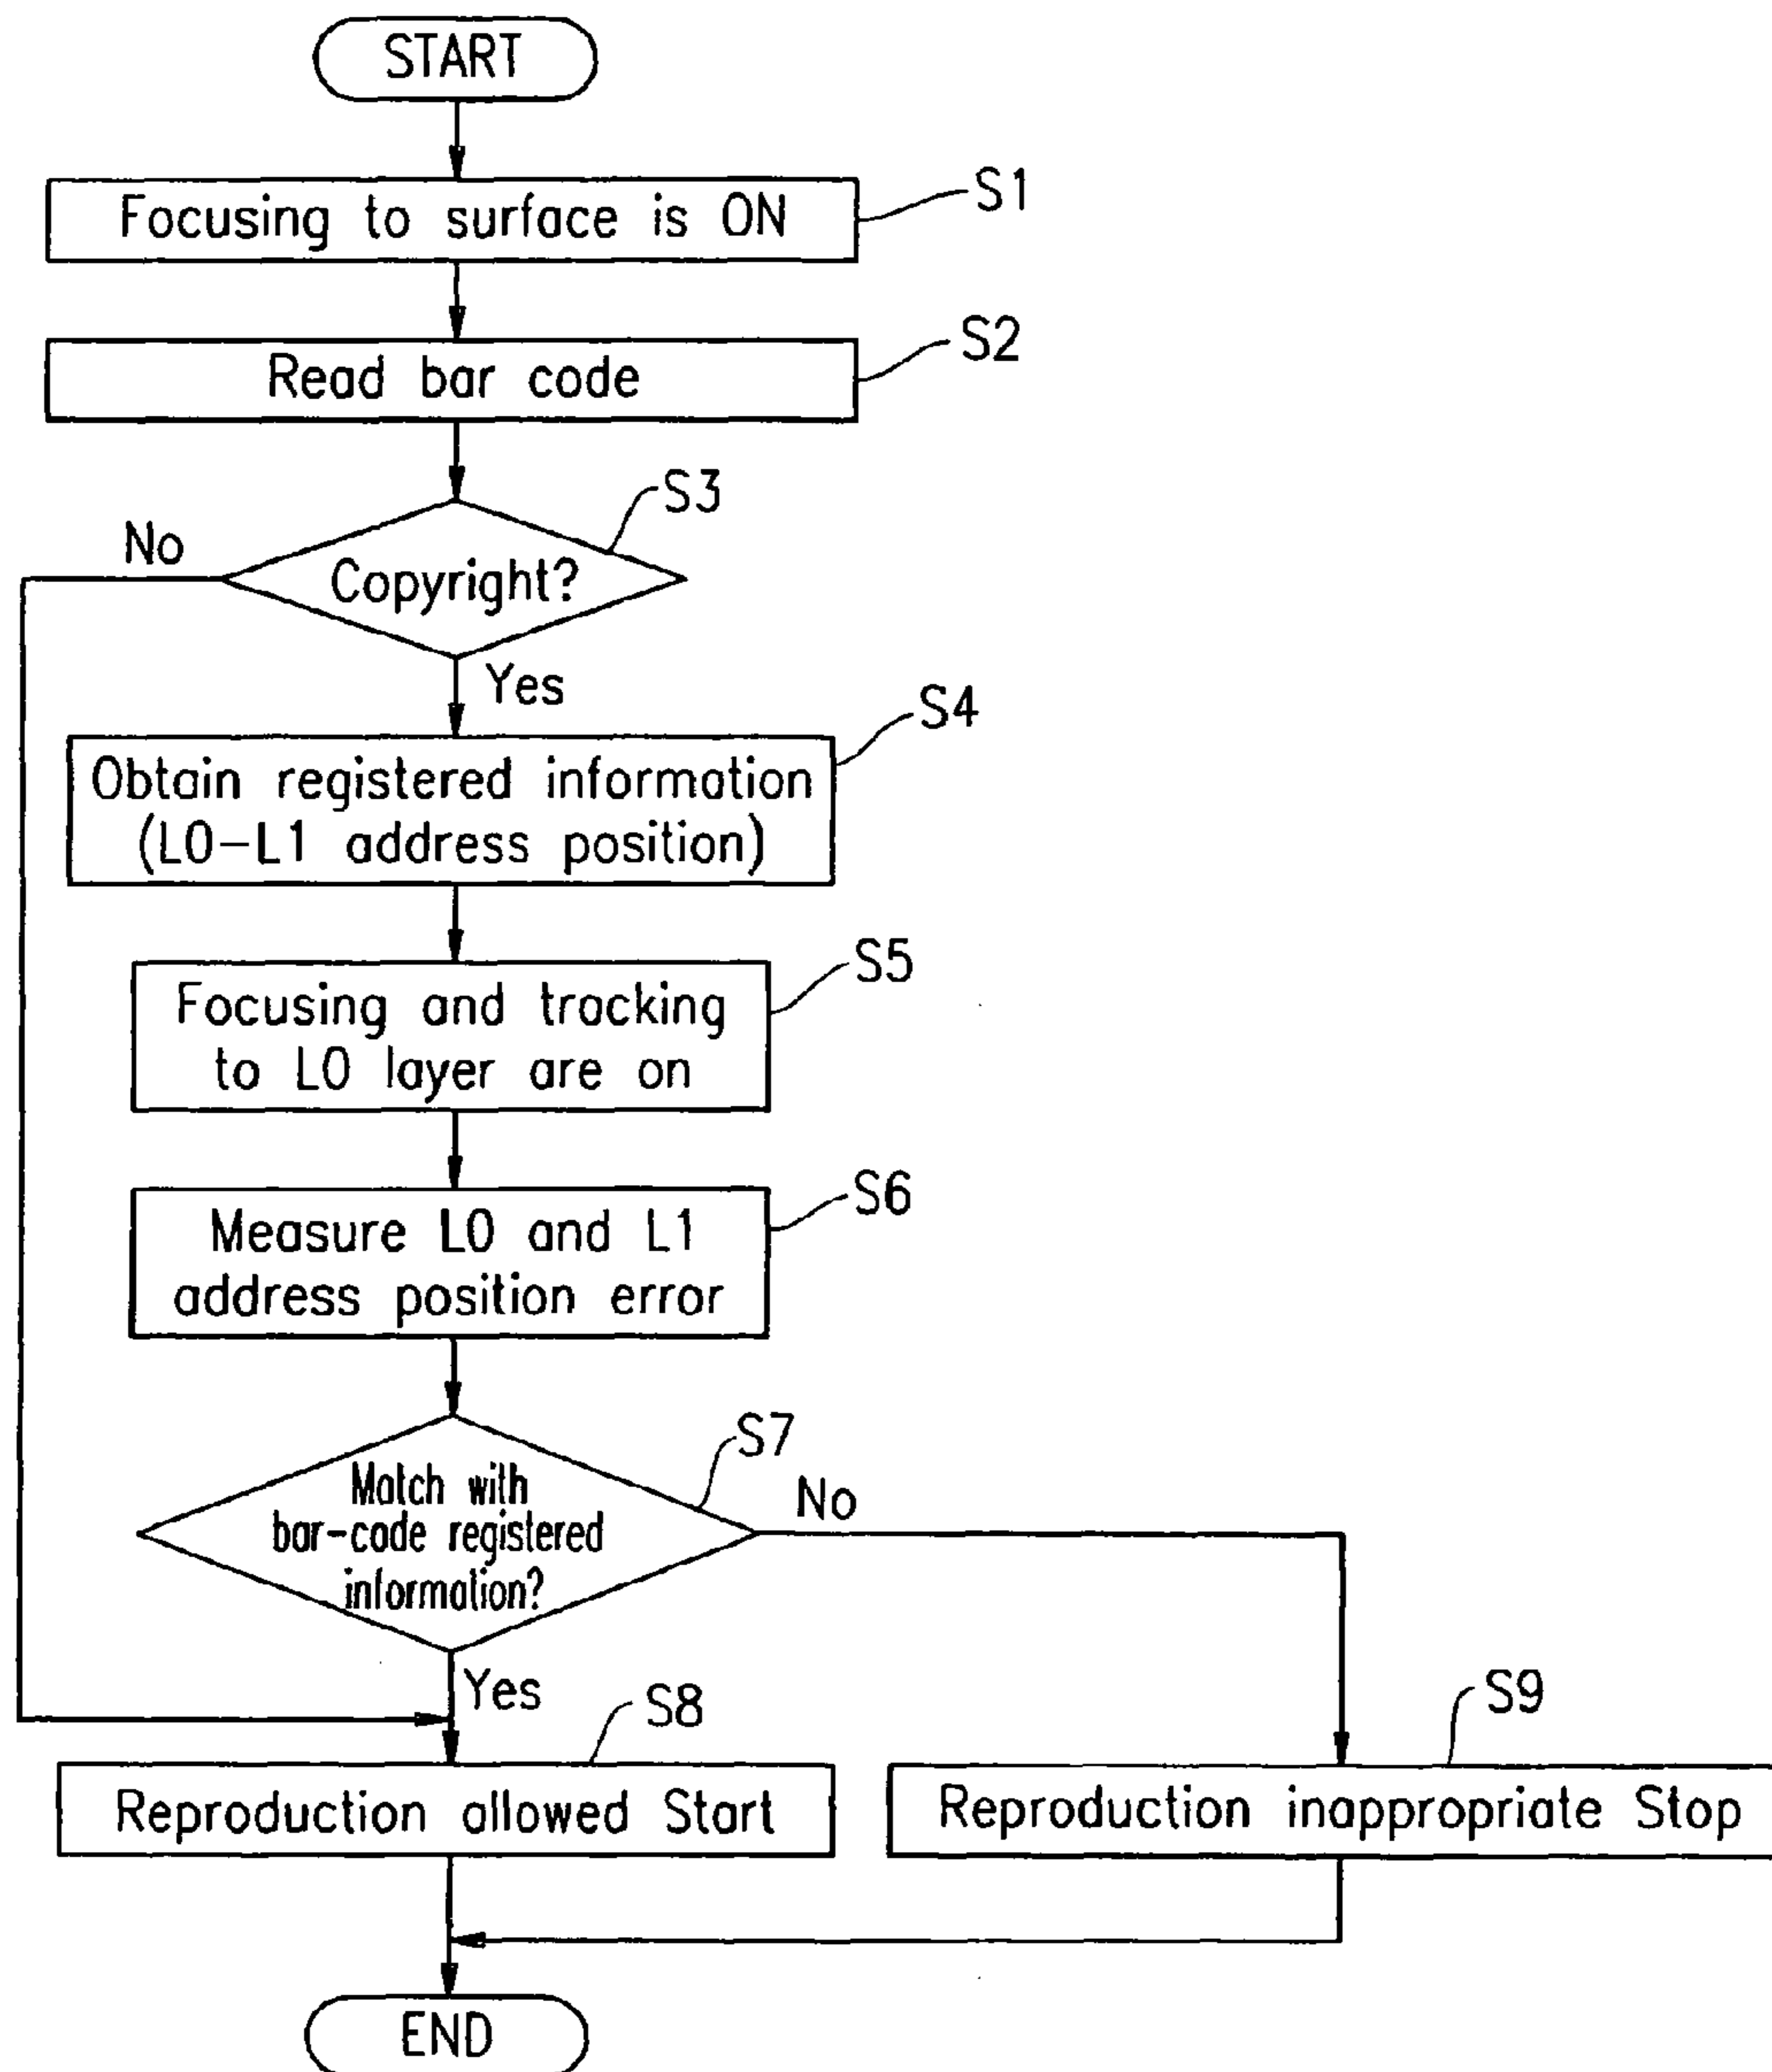 START
Focusing to surface is ON
S1
Read bar code
S2
S3
No
Copyright?
Yes
S4
Obtain registered information
(L0-L1 address position)
S5
Focusing and tracking
to L0 layer are on
S6
Measure L0 and L1
address position error
S7
Match with
bar-code registered
information?
No
Yes
S8
S9
Reproduction allowed Start
Reproduction inappropriate Stop
END